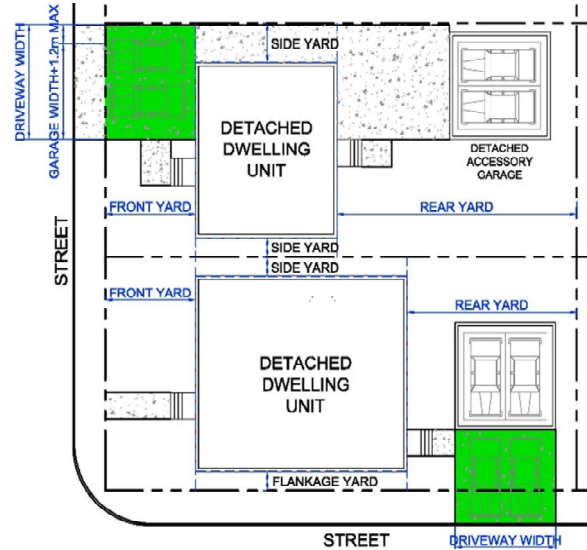 DRIVEWAY WIDTH
GARAGE WIDTH+1.2m MAX
SIDE YARD
DETACHED
DWELLING
UNIT
DETACHED
ACCESSORY
GARAGE
FRONT YARD
REAR YARD
STREET
SIDE YARD
SIDE YARD
FRONT YARD
REAR YARD
DETACHED
DWELLING
UNIT
FLANKAGE YARD
STREET
DRIVEWAY WIDTH